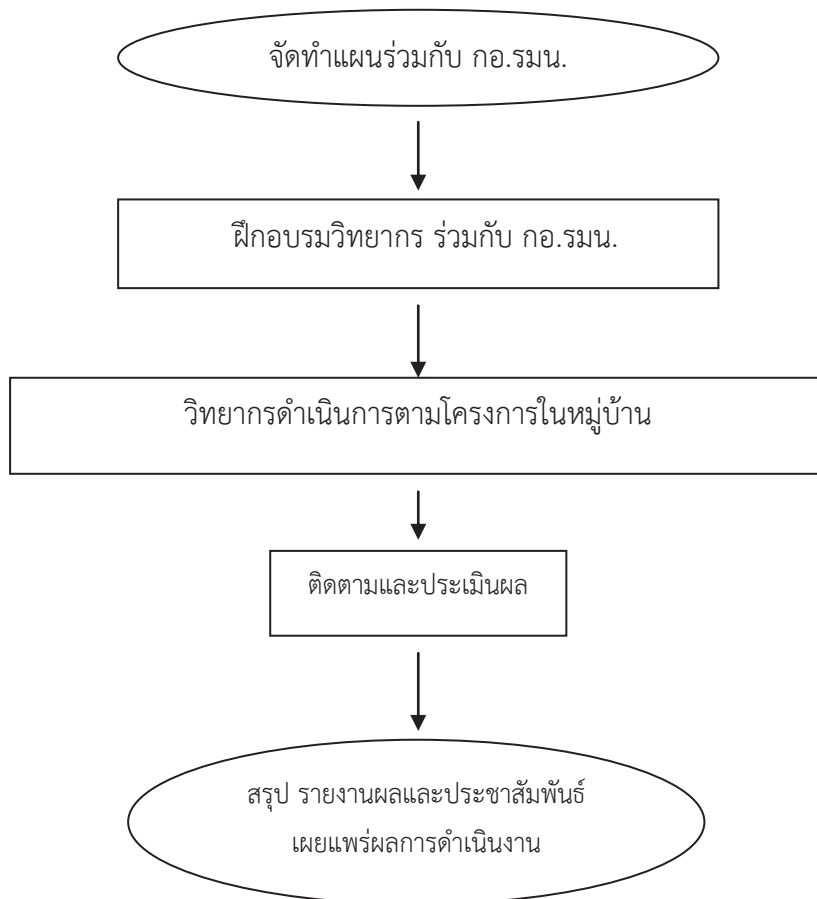 จัดทำแผนร่วมกับ กอ.รมน.
ฝึกอบรมวิทยากร ร่วมกับ กอ.รมน.
วิทยากรดำเนินการตามโครงการในหมู่บ้าน
ติดตามและประเมินผล
สรุป รายงานผลและประชาสัมพันธ์
เผยแพร่ผลการดำเนินงาน